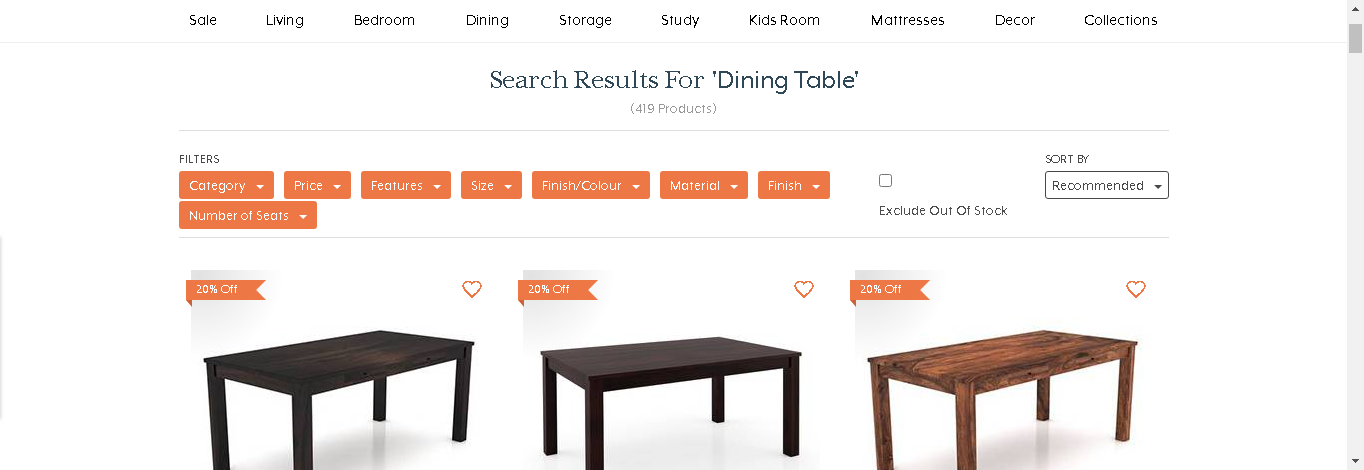 Sale Living Bedroom Dining Storage Study Kids Room Mattresses Decor Collections
Search Results For 'Dining Table'
(419 Products)
FILTERS
Category Price Features Size Finish/Colour Material Finish
Number of Seats
Exclude Out Of Stock
SORT BY
Recommended
20% Off
20% Off
20% Off